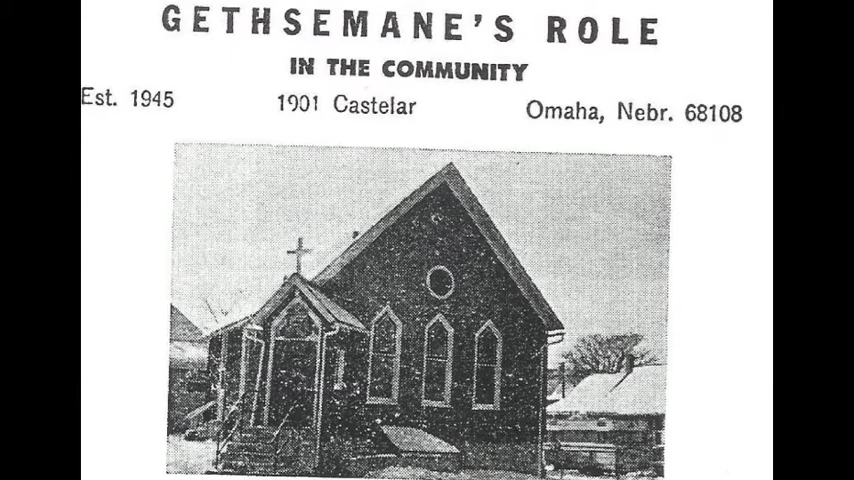 GETHSEMANE'S ROLE
IN THE COMMUNITY
Est. 1945 1901 Castelar Omaha, Nebr. 68108